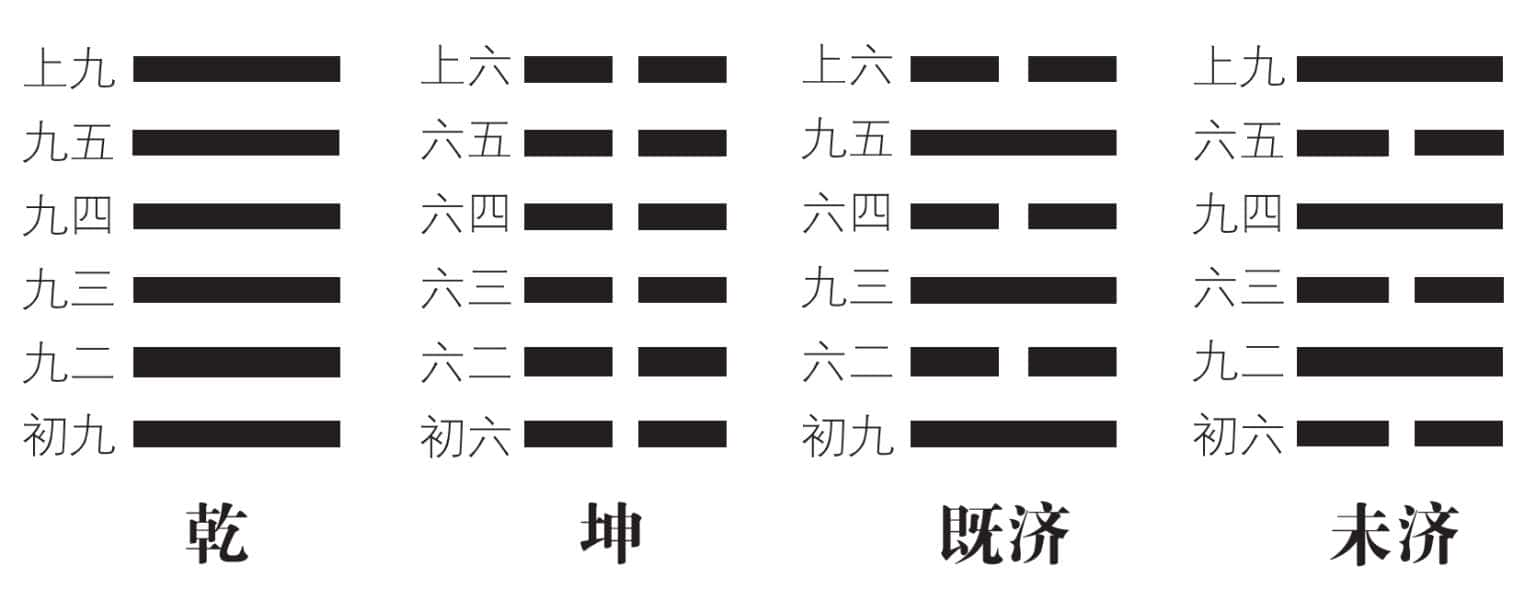 上九 上六 上六 上九
九五 六五 九五 六五
九四 六四 六四 九四
九三 六三 九三 六三
九二 六二 六二 九二
初九 初六 初九 初六
乾 坤 既济 未济